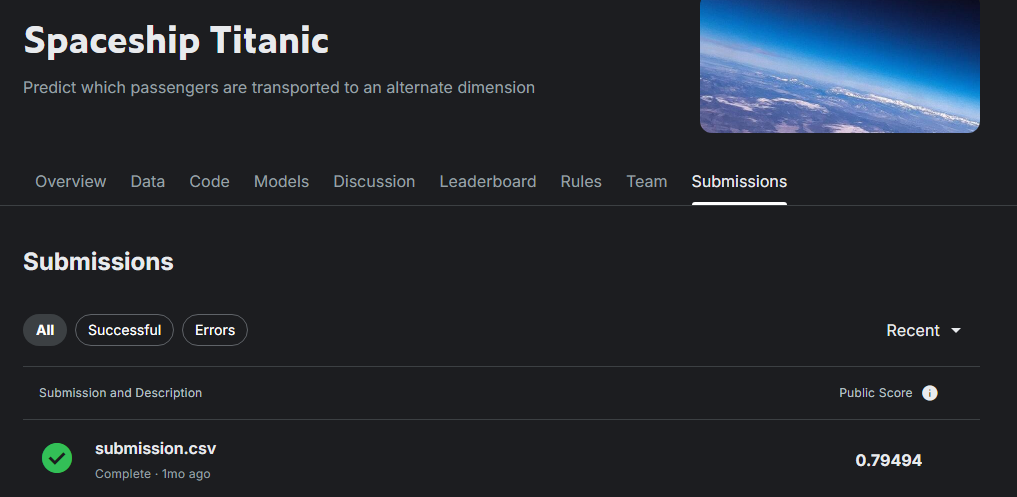 Spaceship Titanic
Predict which passengers are transported to an alternate dimension
Overview Data Code Models Discussion Leaderboard Rules Team Submissions
Submissions
All Successful Errors Recent
Submission and Description Public Score i
submission.csv
0.79494
Complete · 1mo ago